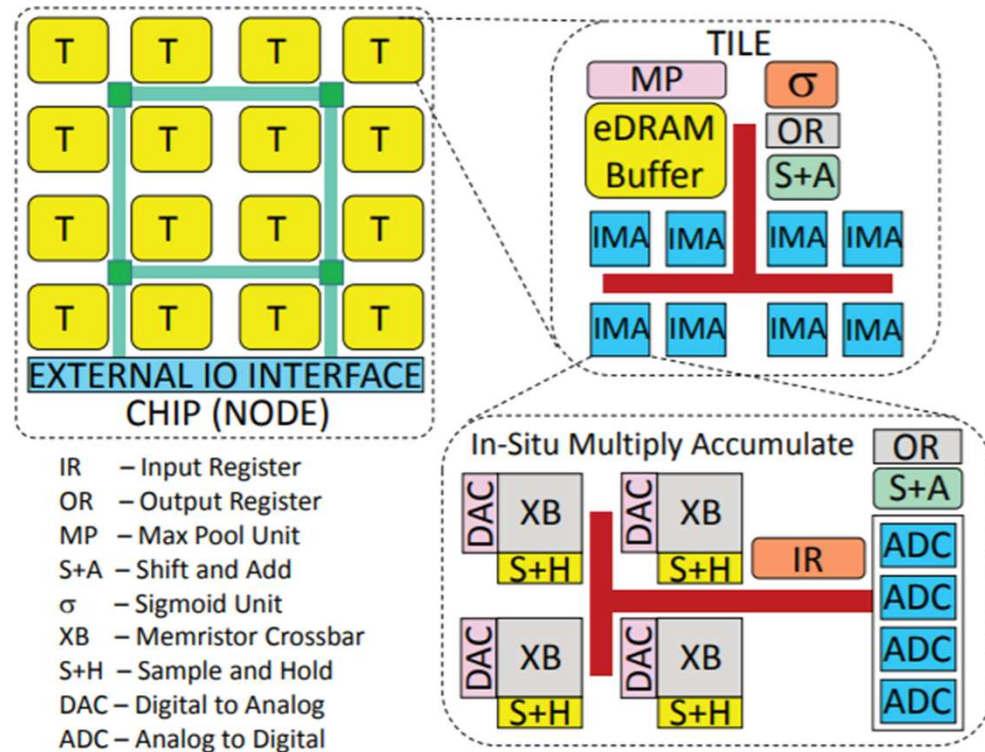 T T T T
T T T T
T T T T
T T T T
EXTERNAL IO INTERFACE
CHIP (NODE)
TILE
MP
σ
eDRAM
Buffer
OR
S+A
IMA IMA IMA IMA
IMA IMA IMA IMA
In-Situ Multiply Accumulate
OR
S+A
DAC XB DAC XB
S+H S+H
IR
DAC XB DAC XB
S+H S+H
ADC
ADC
ADC
ADC
IR – Input Register
OR – Output Register
MP – Max Pool Unit
S+A – Shift and Add
σ – Sigmoid Unit
XB – Memristor Crossbar
S+H – Sample and Hold
DAC – Digital to Analog
ADC – Analog to Digital